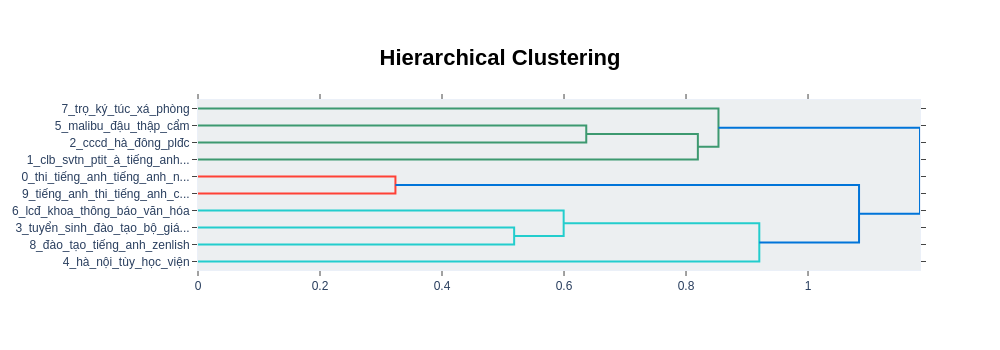 Hierarchical Clustering
7_trọ_ký_túc_xá_phòng
5_malibu_đậu_thập_cẩm
2_cccd_hà_đông_plđc
1_clb_svtn_ptit_à_tiếng_anh...
0_thi_tiếng_anh_tiếng_anh_n...
9_tiếng_anh_thi_tiếng_anh_c...
6_lcđ_khoa_thông_báo_văn_hóa
3_tuyển_sinh_đào_tạo_bộ_giá...
8_đào_tạo_tiếng_anh_zenlish
4_hà_nội_tùy_học_viện
0 0.2 0.4 0.6 0.8 1